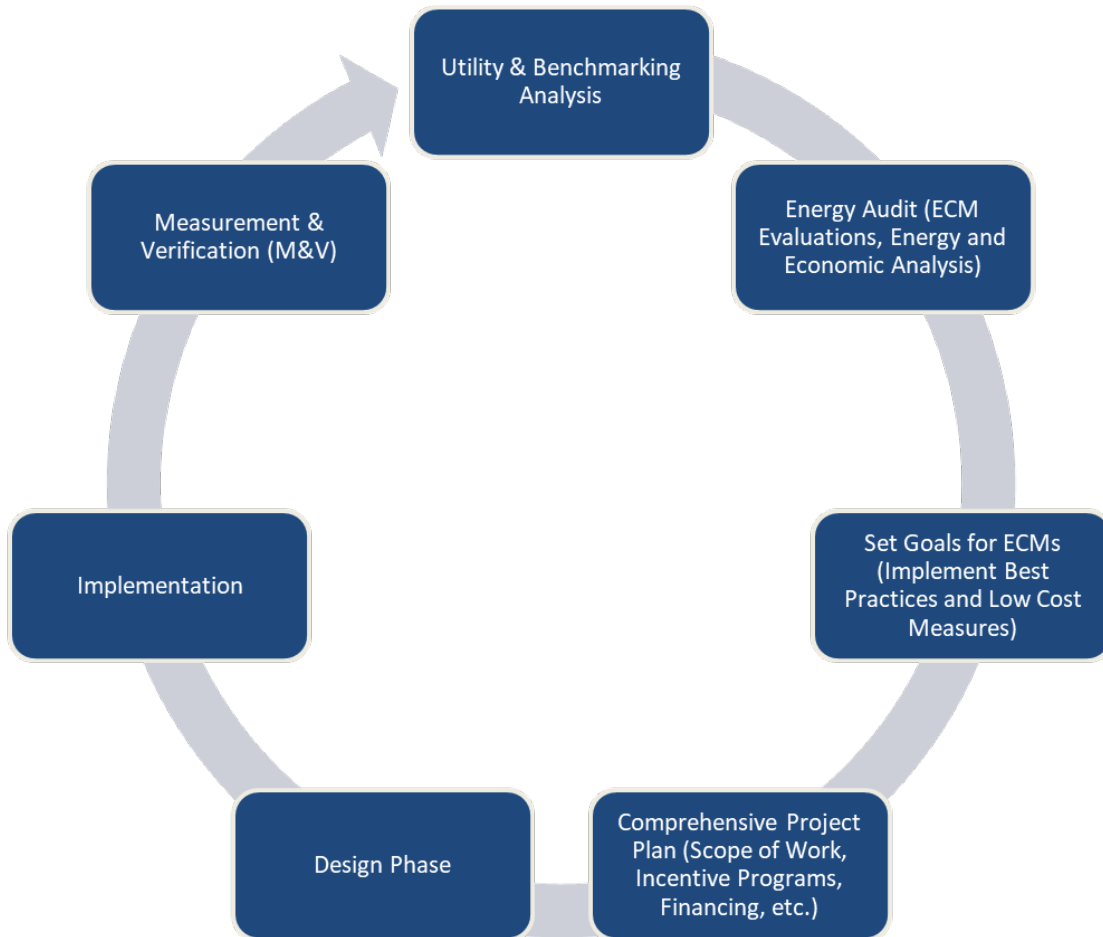 Utility & Benchmarking
Analysis
Energy Audit (ECM
Evaluations, Energy and
Economic Analysis)
Set Goals for ECMs
(Implement Best
Practices and Low Cost
Measures)
Comprehensive Project
Plan (Scope of Work,
Incentive Programs,
Financing, etc.)
Design Phase
Implementation
Measurement &
Verification (M&V)